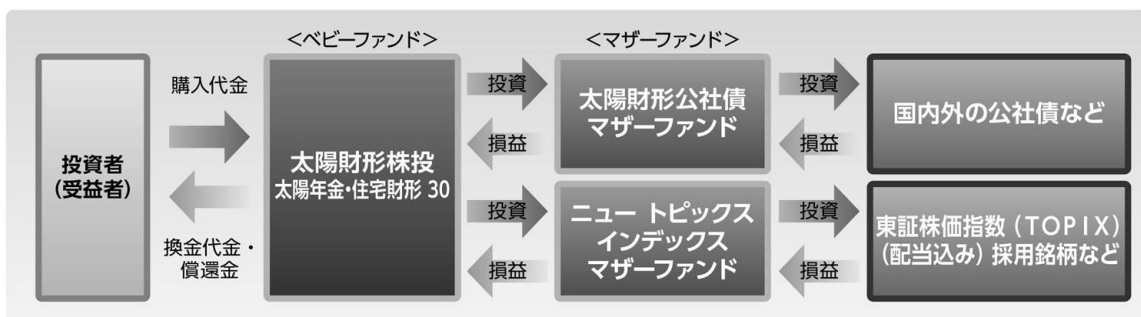 <ベビーファンド>
<マザーファンド>
投資者
(受益者)
購入代金
換金代金・
償還金
太陽財形株投
太陽年金・住宅財形 30
投資
損益
投資
損益
太陽財形公社債
マザーファンド
ニュー トピックス
インデックス
マザーファンド
投資
損益
投資
損益
国内外の公社債など
東証株価指数(TOPIX)
(配当込み)採用銘柄など